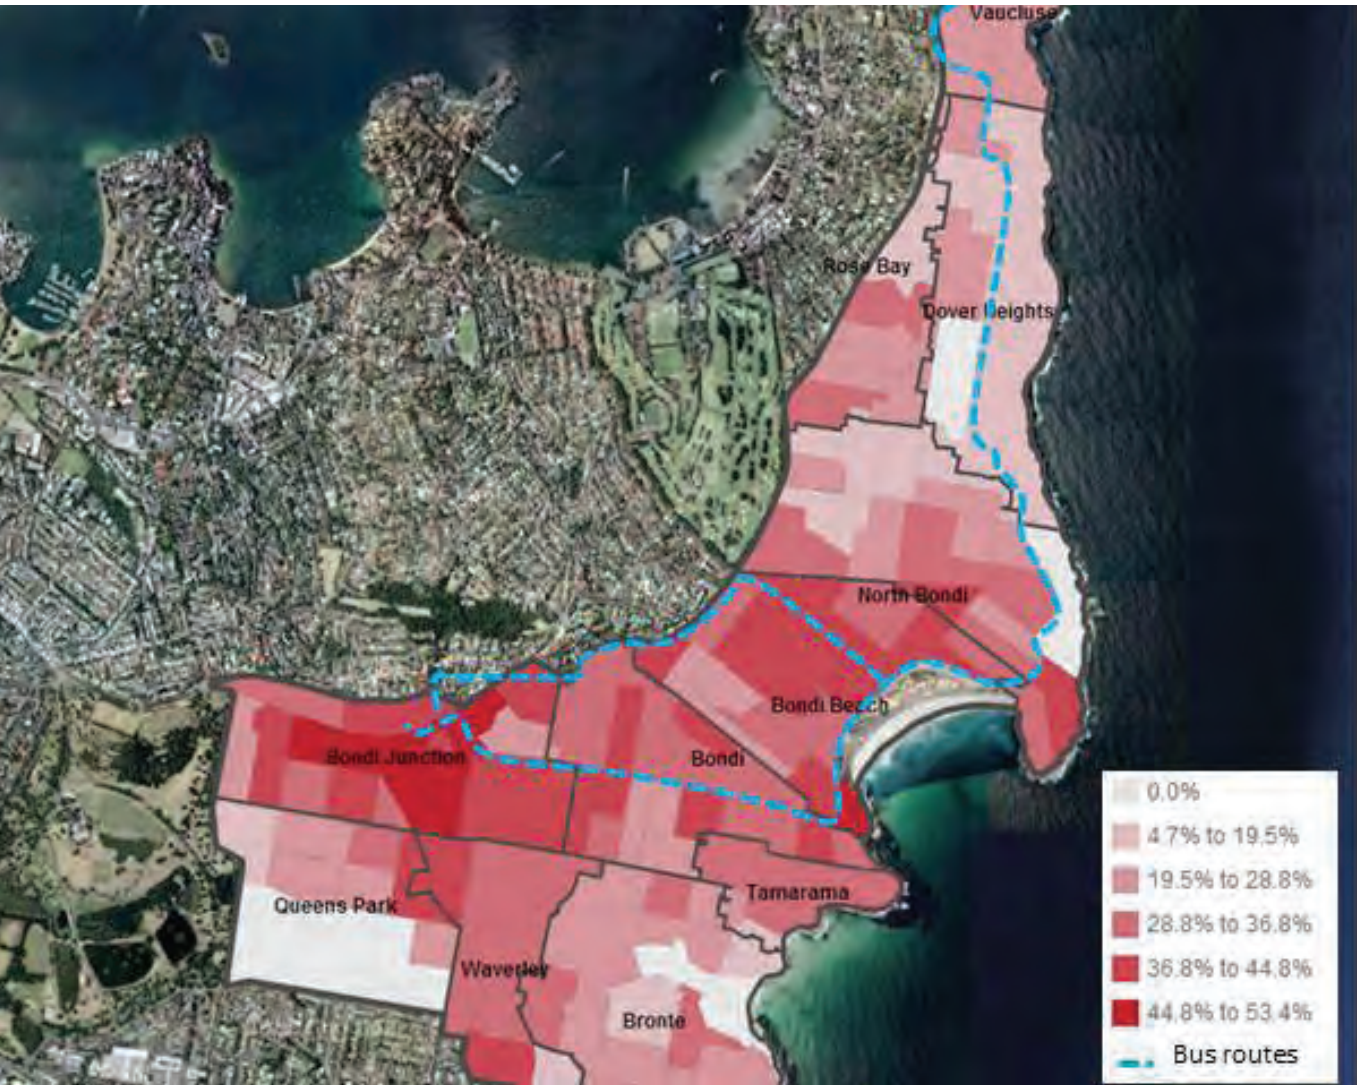 Vaucluse
Rose Bay
Dover Heights
North Bondi
Bondi Beach
Bondi Junction
Bondi
Queens Park
Tamarama
Waverley
Bronte
0.0%
4.7% to 19.5%
19.5% to 28.8%
28.8% to 36.8%
36.8% to 44.8%
44.8% to 53.4%
Bus routes